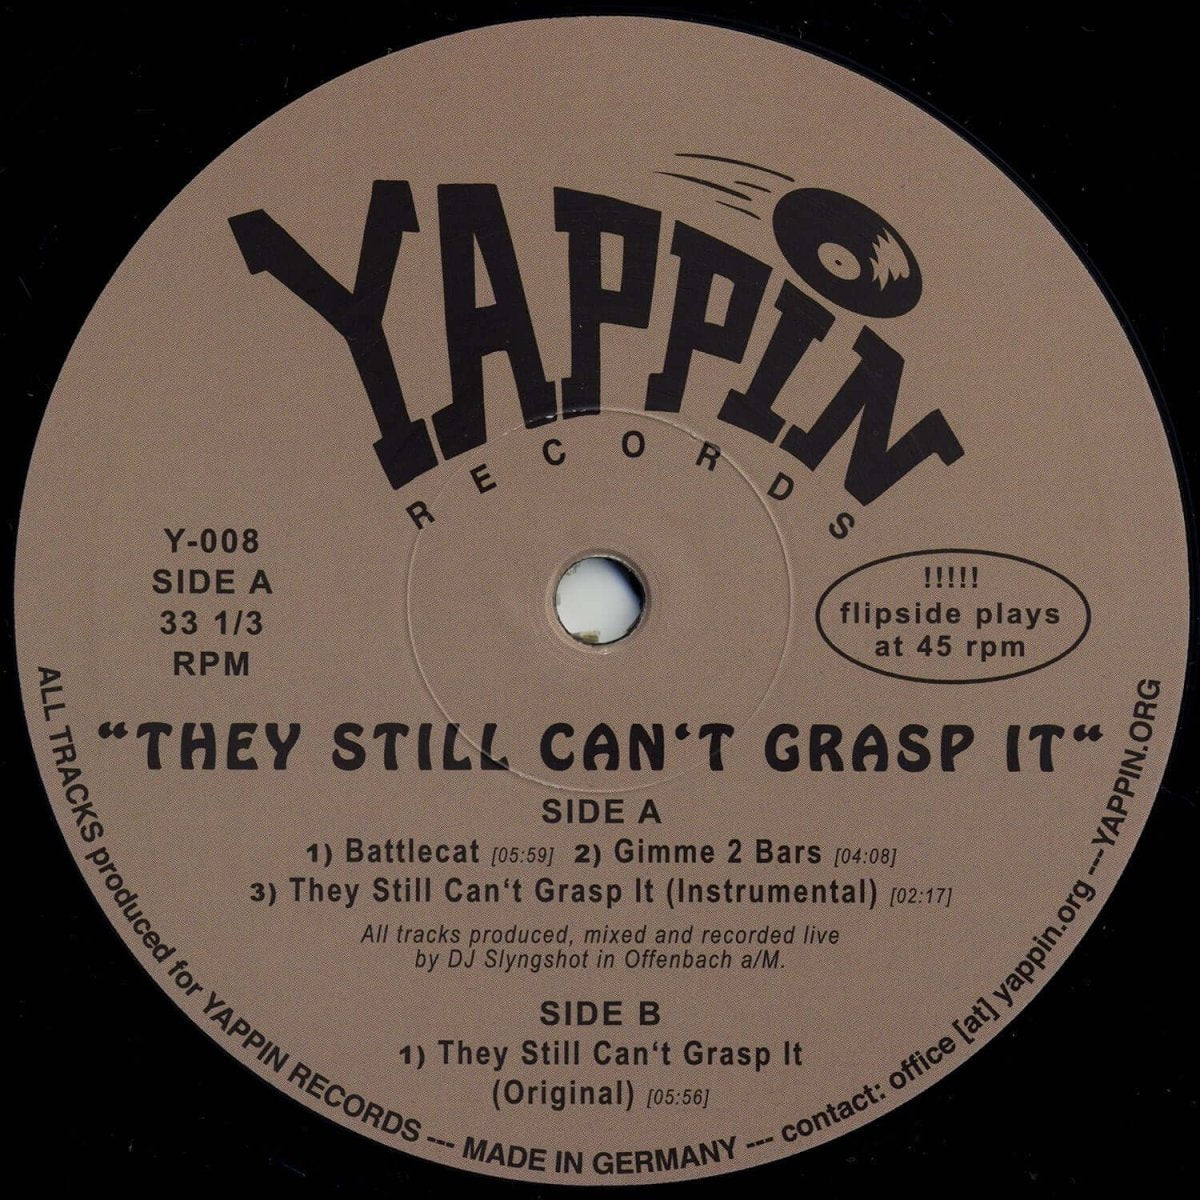 YAPPIN
RECORDS
Y-008
SIDE A
33 1/3
RPM
!!!!!
flipside plays
at 45 rpm
“THEY STILL CAN‘T GRASP IT“
SIDE A
1) Battlecat [05:59] 2) Gimme 2 Bars [04:08]
3) They Still Can‘t Grasp It (Instrumental) [02:17]
All tracks produced, mixed and recorded live
by DJ Slyngshot in Offenbach a/M.
SIDE B
1) They Still Can‘t Grasp It
(Original) [05:56]
ALL TRACKS produced for YAPPIN RECORDS --- MADE IN GERMANY --- contact: office [at] yappin.org --- YAPPIN.ORG